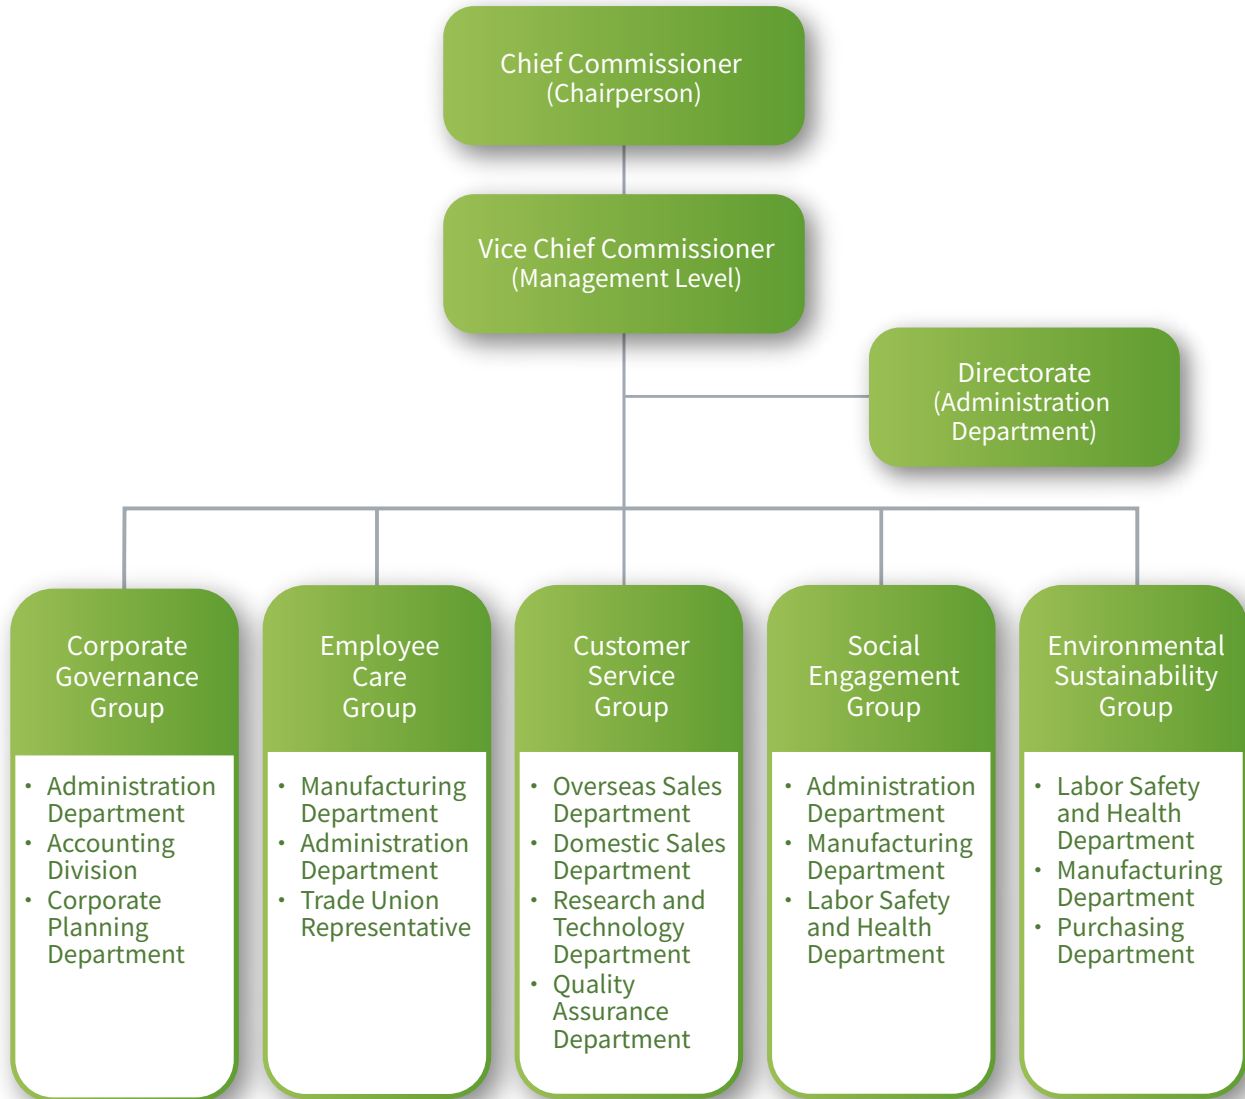 Chief Commissioner
(Chairperson)
Vice Chief Commissioner
(Management Level)
Directorate
(Administration
Department)
Corporate
Governance
Group
・ Administration
Department
・ Accounting
Division
・ Corporate
Planning
Department
Employee
Care
Group
・ Manufacturing
Department
・ Administration
Department
・ Trade Union
Representative
Customer
Service
Group
・ Overseas Sales
Department
・ Domestic Sales
Department
・ Research and
Technology
Department
・ Quality
Assurance
Department
Social
Engagement
Group
・ Administration
Department
・ Manufacturing
Department
・ Labor Safety
and Health
Department
Environmental
Sustainability
Group
・ Labor Safety
and Health
Department
・ Manufacturing
Department
・ Purchasing
Department